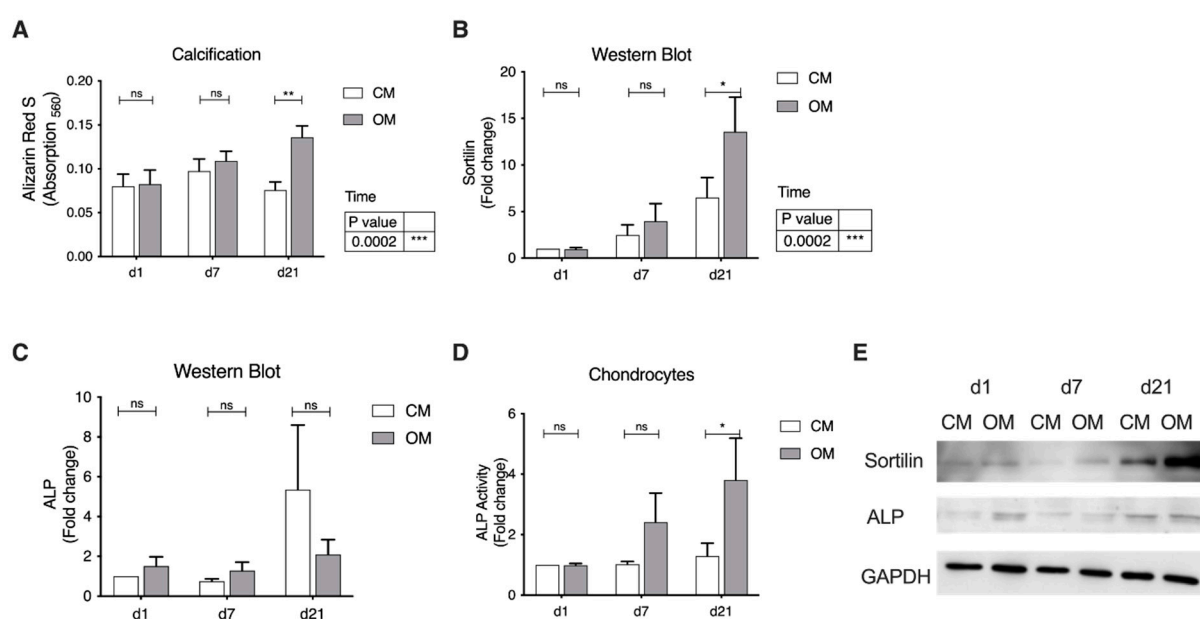 A
Calcification
Alizarin Red S
(Absorption 560)
0.20
0.15
0.10
0.05
0.00
ns
ns
**
d1
d7
d21
CM
OM
Time
P value
0.0002 ***
B
Western Blot
Sortilin
(Fold change)
20
15
10
5
0
ns
ns
*
d1
d7
d21
CM
OM
Time
P value
0.0002 ***
C
Western Blot
ALP
(Fold change)
10
8
6
4
2
0
ns
ns
ns
d1
d7
d21
CM
OM
D
Chondrocytes
ALP Activity
(Fold change)
6
4
2
0
ns
ns
*
d1
d7
d21
CM
OM
E
d1 d7 d21
CM OM CM OM CM OM
Sortilin
ALP
GAPDH